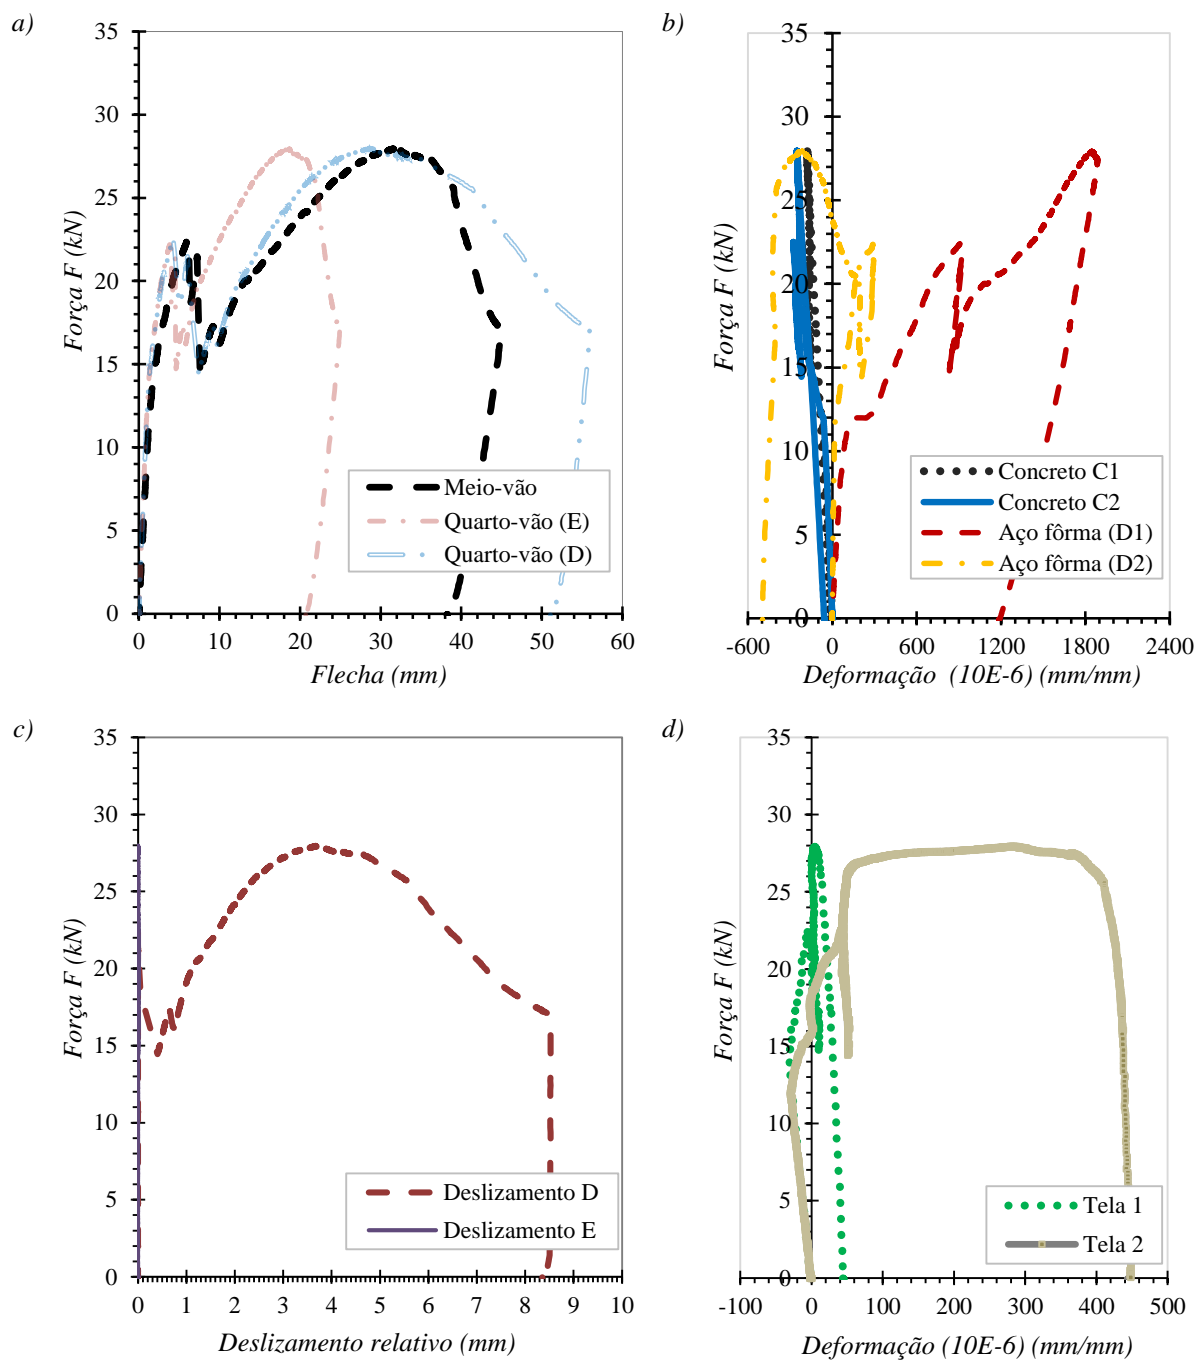 a)
35
30
25
20
15
10
5
0
Força F (kN)
Meio-vão
Quarto-vão (E)
Quarto-vão (D)
0 10 20 30 40 50 60
Flecha (mm)
b)
35
30
25
20
15
10
5
0
Força F (kN)
Concreto C1
Concreto C2
Aço fôrma (D1)
Aço fôrma (D2)
-600 0 600 1200 1800 2400
Deformação (10E-6) (mm/mm)
c)
35
30
25
20
15
10
5
0
Força F (kN)
Deslizamento D
Deslizamento E
0 1 2 3 4 5 6 7 8 9 10
Deslizamento relativo (mm)
d)
35
30
25
20
15
10
5
0
Força F (kN)
Tela 1
Tela 2
-100 0 100 200 300 400 500
Deformação (10E-6) (mm/mm)